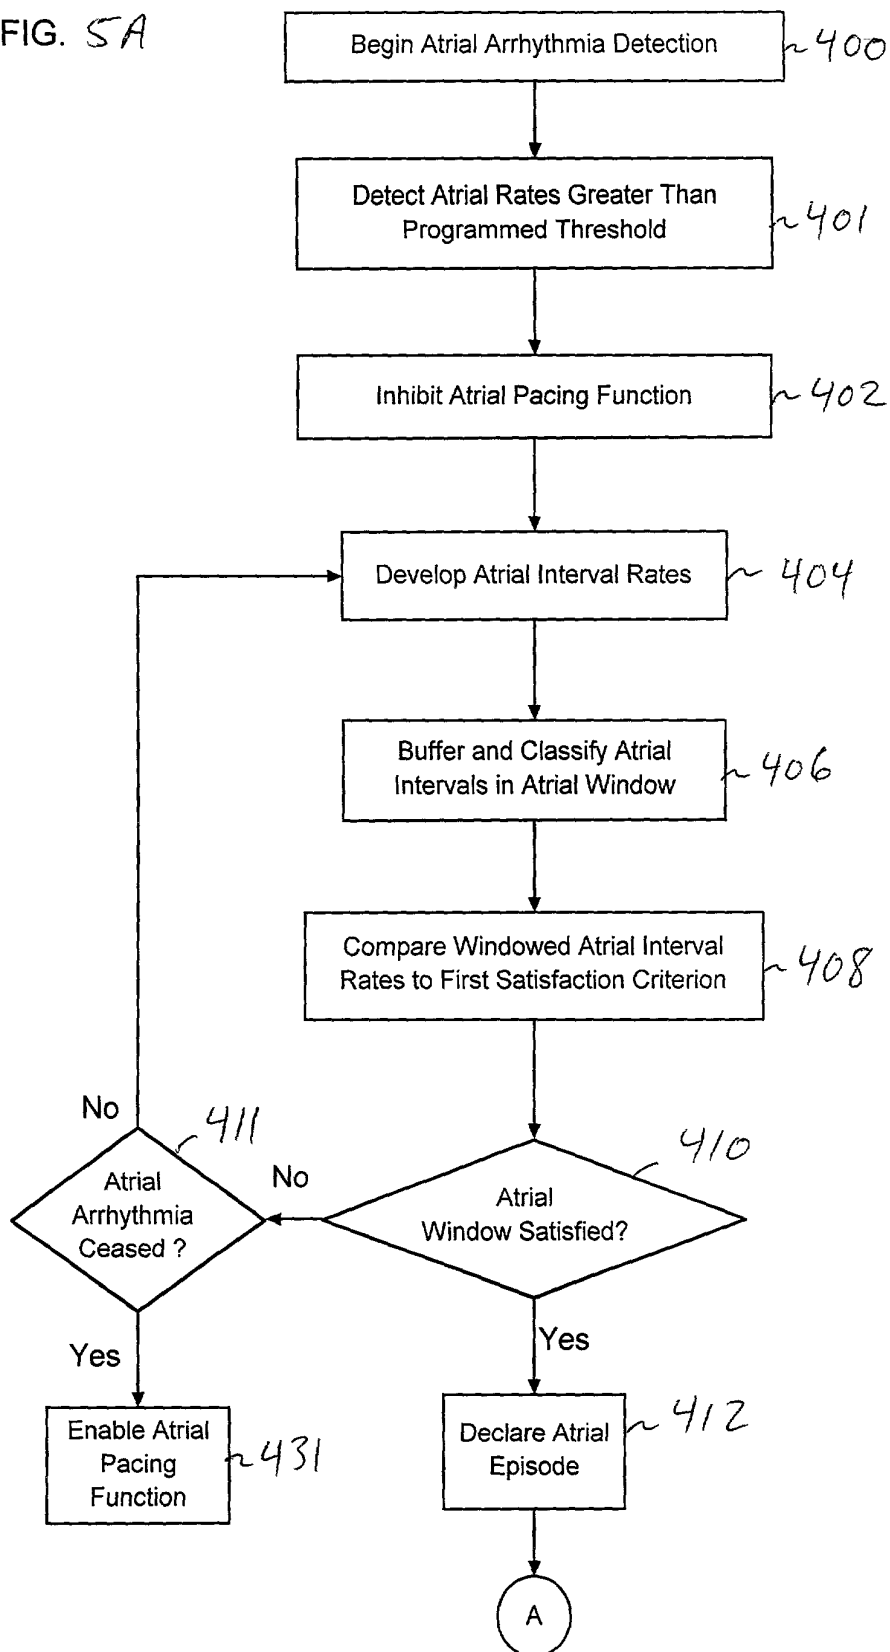 FIG. 5A
Begin Atrial Arrhythmia Detection
400
Detect Atrial Rates Greater Than
Programmed Threshold
401
Inhibit Atrial Pacing Function
402
Develop Atrial Interval Rates
404
Buffer and Classify Atrial
Intervals in Atrial Window
406
Compare Windowed Atrial Interval
Rates to First Satisfaction Criterion
408
No
411
Atrial
Arrhythmia
Ceased ?
No
410
Atrial
Window Satisfied?
Yes
Yes
Enable Atrial
Pacing
Function
431
Declare Atrial
Episode
412
A